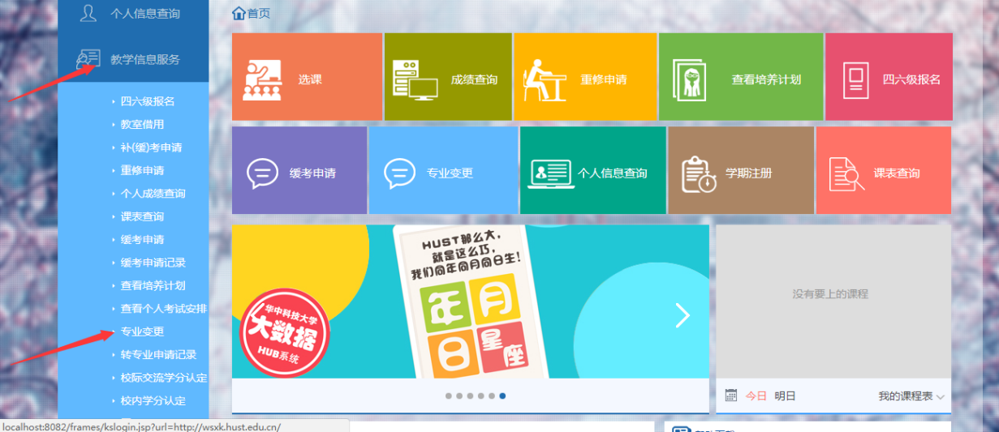 个人信息查询
教学信息服务
四六级报名
教室借用
补(缓)考申请
重修申请
个人成绩查询
课表查询
缓考申请
缓考申请记录
查看培养计划
查看个人考试安排
专业变更
转专业申请记录
校际交流学分认定
校内学分认定
首页
选课
成绩查询
重修申请
查看培养计划
四六级报名
缓考申请
专业变更
个人信息查询
学期注册
课表查询
HUST那么大,
就是这么巧,
我们同年同月同日生!
年月
日星座
华中科技大学
大数据
HUB系统
没有要上的课程
今日 明日
我的课程表
localhost:8082/frames/kslogin.jsp?url=http://wsxk.hust.edu.cn/